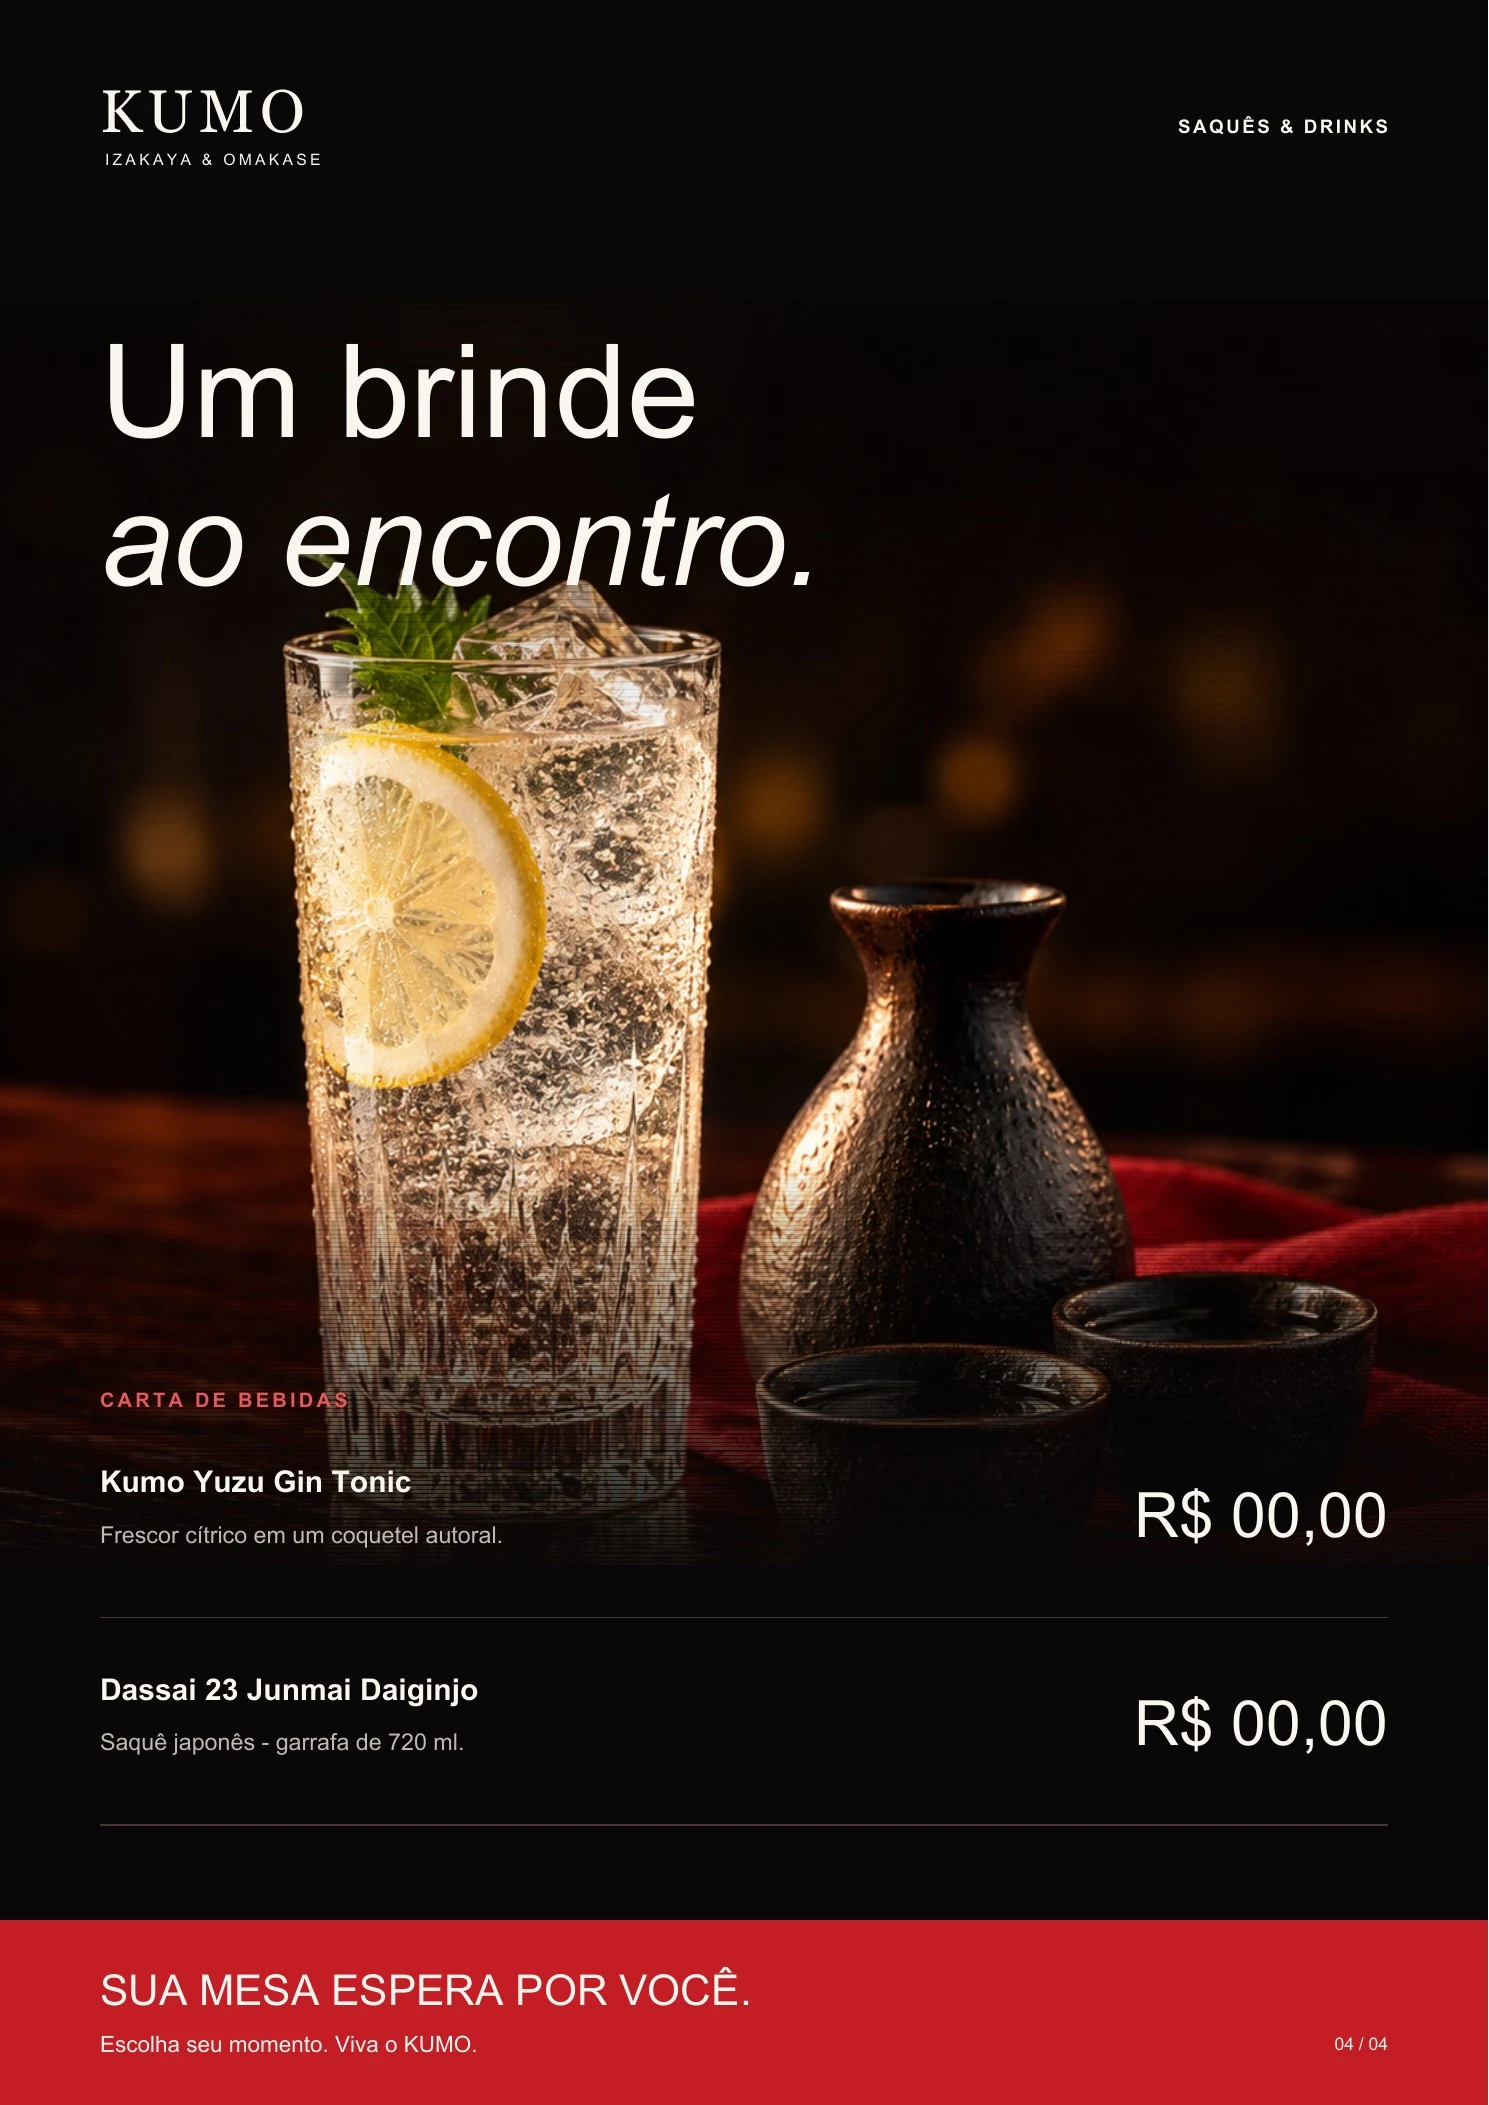 KUMO
IZAKAYA & OMAKASE
SAQUÊS & DRINKS
Um brinde
ao encontro.
CARTA DE BEBIDAS
Kumo Yuzu Gin Tonic
Frescor cítrico em um coquetel autoral.
R$ 00,00
Dassai 23 Junmai Daiginjo
Saquê japonês - garrafa de 720 ml.
R$ 00,00
SUA MESA ESPERA POR VOCÊ.
Escolha seu momento. Viva o KUMO.
04 / 04